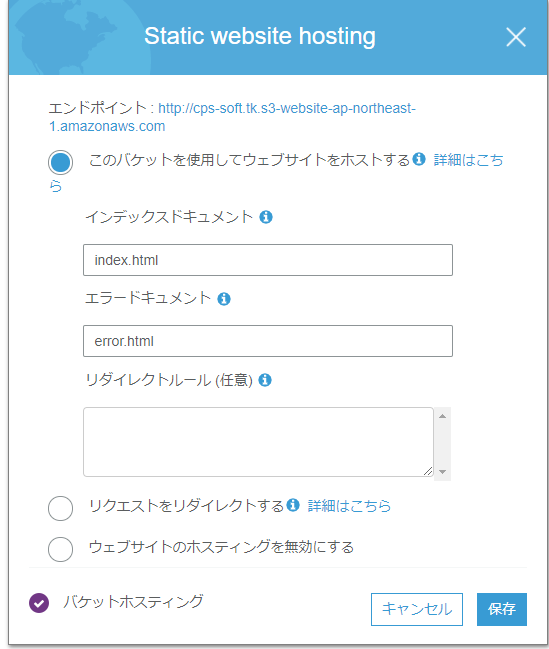 Static website hosting
エンドポイント : http://cps-soft.tk.s3-website-ap-northeast-
1.amazonaws.com
このバケットを使用してウェブサイトをホストする 詳細はこち
ら
インデックスドキュメント
index.html
エラードキュメント
error.html
リダイレクトルール (任意)
リクエストをリダイレクトする 詳細はこちら
ウェブサイトのホスティングを無効にする
バケットホスティング
キャンセル
保存